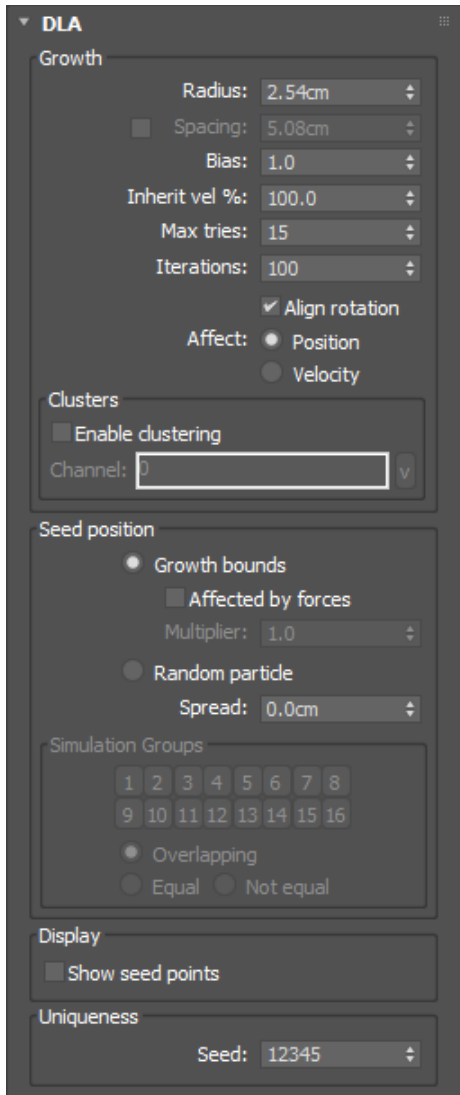 DLA
Growth
Radius: 2.54cm
Spacing: 5.08cm
Bias: 1.0
Inherit vel %: 100.0
Max tries: 15
Iterations: 100
Align rotation
Affect: Position
Velocity
Clusters
Enable clustering
Channel: 0 v
Seed position
Growth bounds
Affected by forces
Multiplier: 1.0
Random particle
Spread: 0.0cm
Simulation Groups
1 2 3 4 5 6 7 8
9 10 11 12 13 14 15 16
Overlapping
Equal Not equal
Display
Show seed points
Uniqueness
Seed: 12345